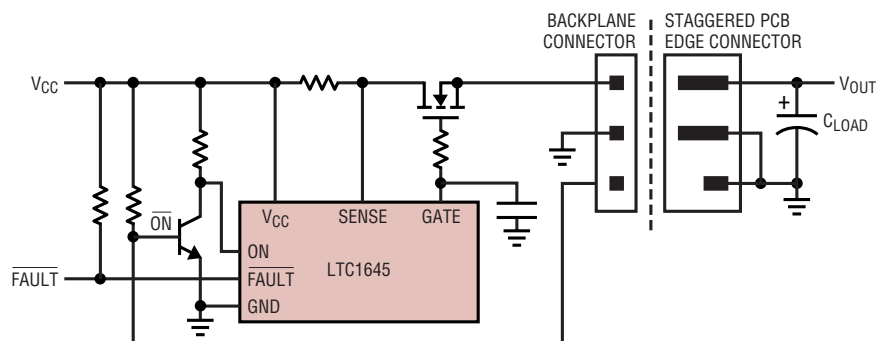 BACKPLANE
CONNECTOR
STAGGERED PCB
EDGE CONNECTOR
VCC
VOUT
+
CLOAD
ON
VCC
SENSE
GATE
ON
FAULT
FAULT
LTC1645
GND